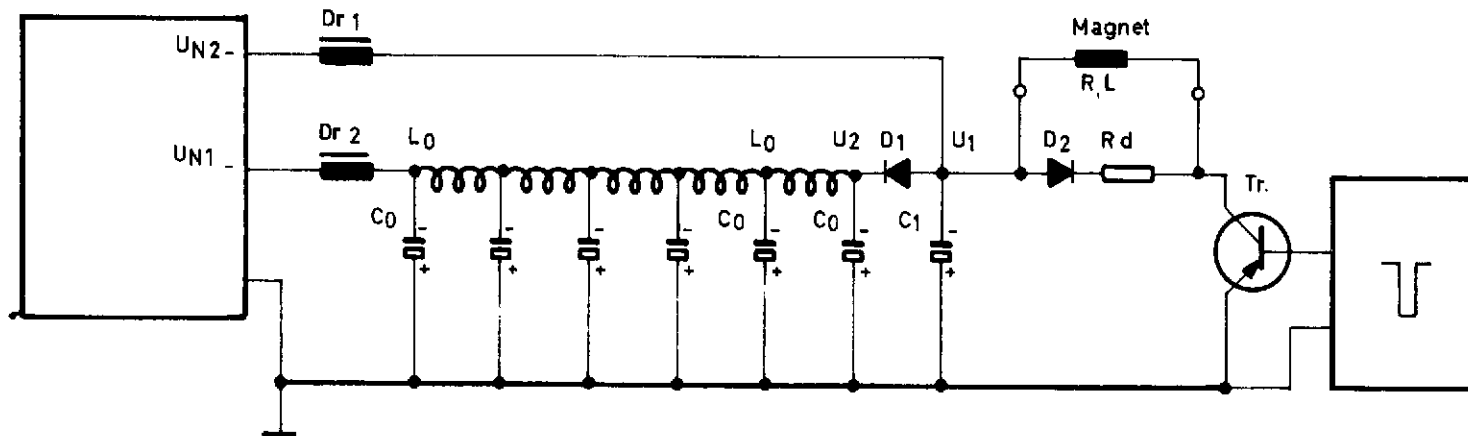 Dr 1
Magnet
UN2 -
R, L
Dr 2
L0
L0
U2
D1
U1
D2
Rd
UN1 -
Tr.
C0
-
+
-
+
-
+
-
+
C0
-
+
C0
-
+
C1
-
+